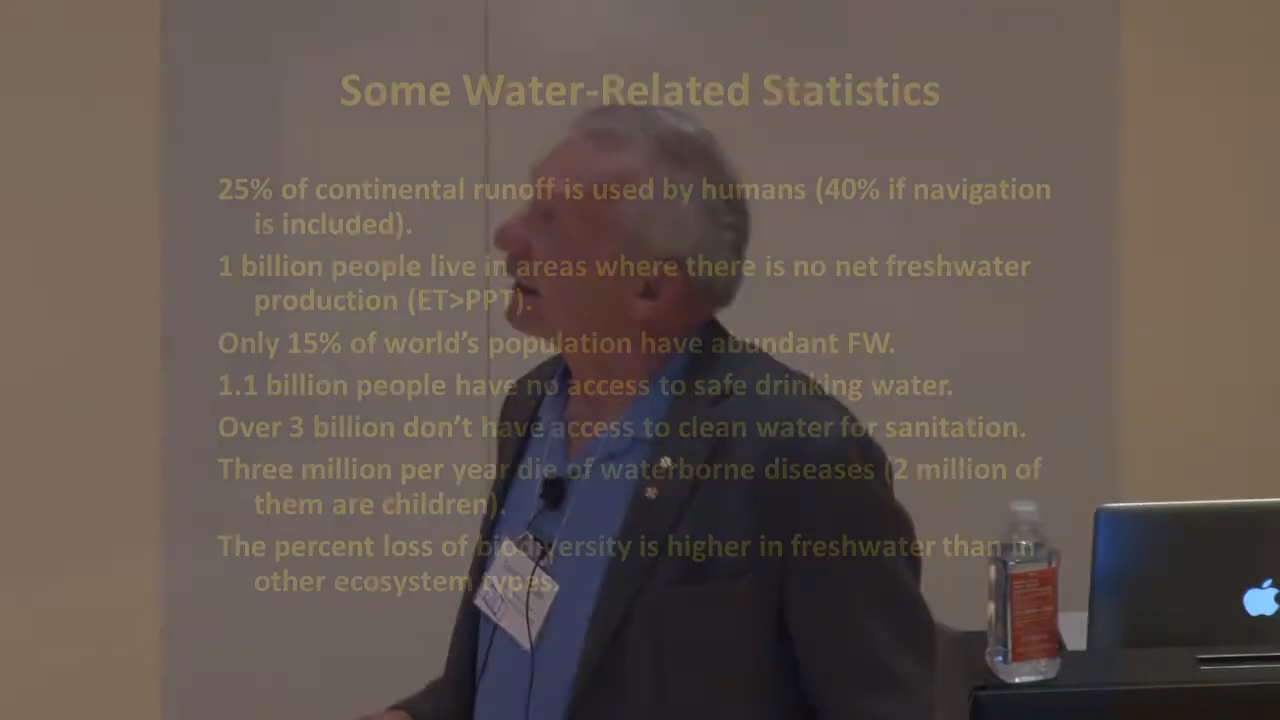 Some Water-Related Statistics
25% of continental runoff is used by humans (40% if navigation
is included).
1 billion people live in areas where there is no net freshwater
production (ET>PPT).
Only 15% of world's population have abundant FW.
1.1 billion people have no access to safe drinking water.
Over 3 billion don't have access to clean water for sanitation.
Three million per year die of waterborne diseases (2 million of
them are children).
The percent loss of biodiversity is higher in freshwater than in
other ecosystem types.